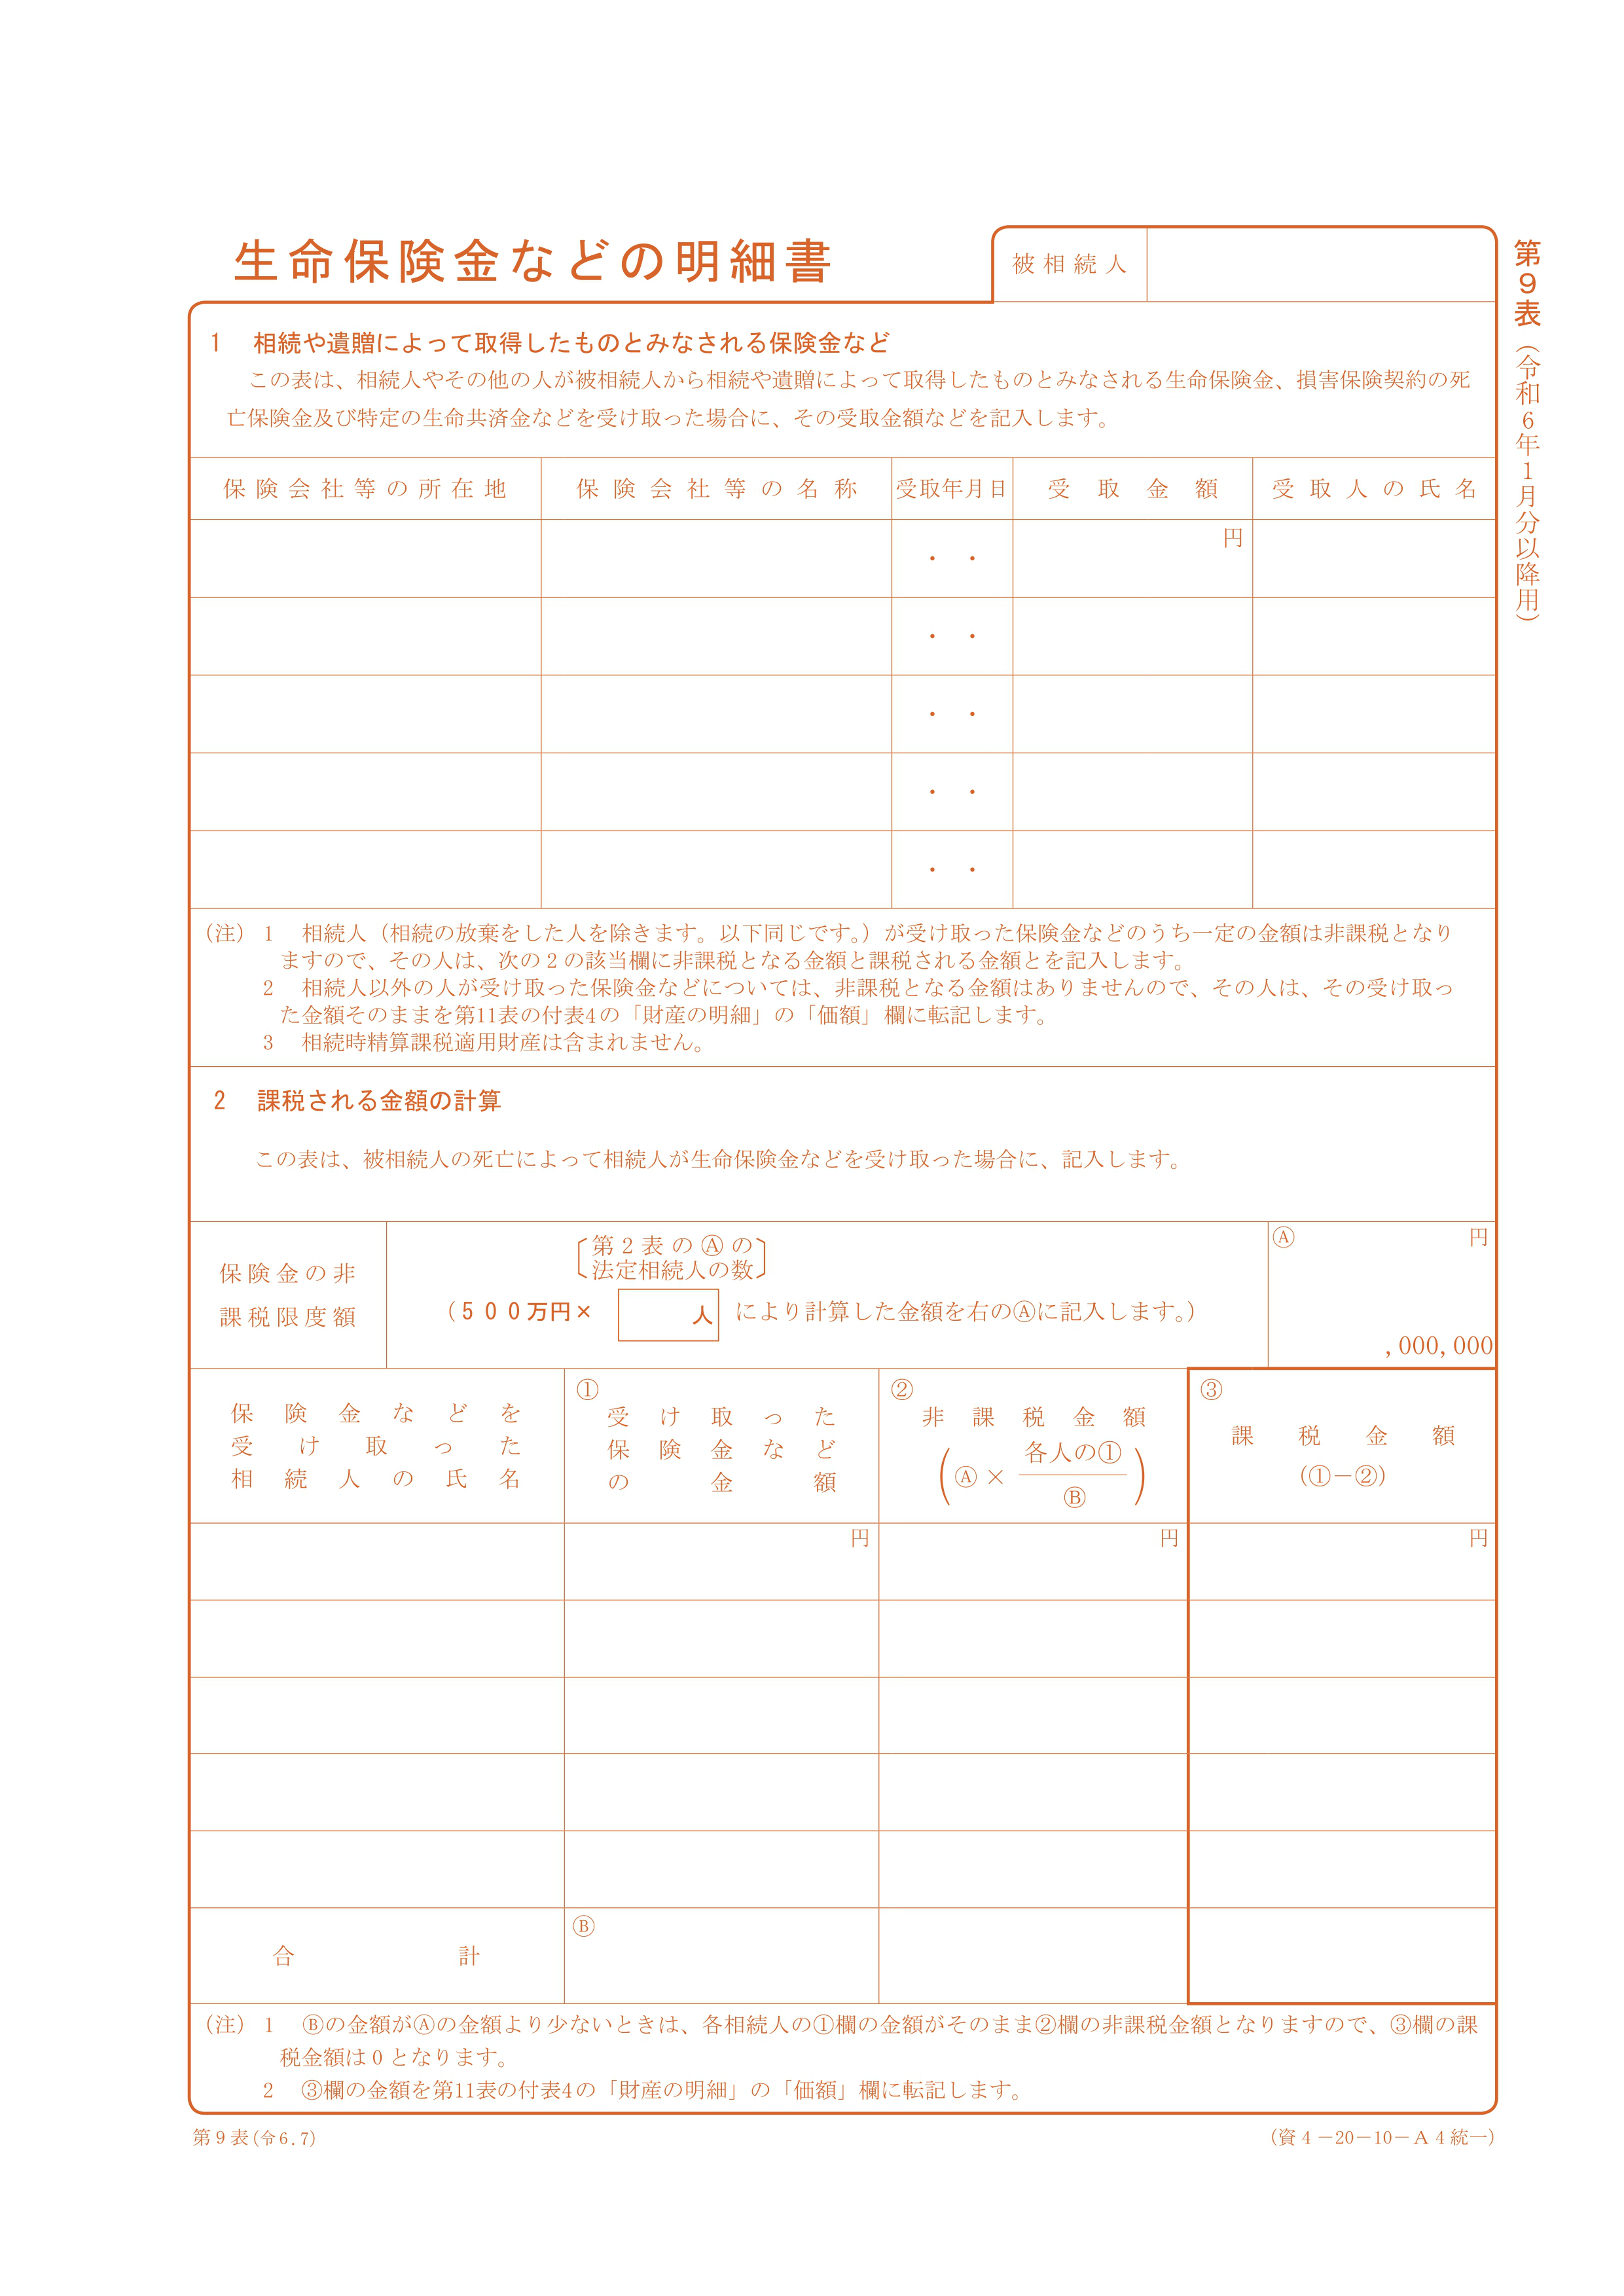 生命保険金などの明細書
被相続人
第9表（令和6年1月分以降用）
1　相続や遺贈によって取得したものとみなされる保険金など
この表は、相続人やその他の人が被相続人から相続や遺贈によって取得したものとみなされる生命保険金、損害保険契約の死
亡保険金及び特定の生命共済金などを受け取った場合に、その受取金額などを記入します。
保険会社等の所在地　保険会社等の名称　受取年月日　受取金額　受取人の氏名
・　・　円
・　・
・　・
・　・
・　・
（注）1　相続人（相続の放棄をした人を除きます。以下同じです。）が受け取った保険金などのうち一定の金額は非課税となり
ますので、その人は、次の2の該当欄に非課税となる金額と課税される金額とを記入します。
2　相続人以外の人が受け取った保険金などについては、非課税となる金額はありませんので、その人は、その受け取っ
た金額そのままを第11表の付表4の「財産の明細」の「価額」欄に転記します。
3　相続時精算課税適用財産は含まれません。
2　課税される金額の計算
この表は、被相続人の死亡によって相続人が生命保険金などを受け取った場合に、記入します。
保険金の非
課税限度額
〔第2表のⒶの
法定相続人の数〕
（500万円×　人　により計算した金額を右のⒶに記入します。）
Ⓐ　円
,000,000
保険金などを
受け取った
相続人の氏名
①
受け取った
保険金など
の金額
②
非課税金額
（Ⓐ×各人の①
Ⓑ）
③
課税金額
（①－②）
円　円　円
合計　Ⓑ
（注）1　Ⓑの金額がⒶの金額より少ないときは、各相続人の①欄の金額がそのまま②欄の非課税金額となりますので、③欄の課
税金額は0となります。
2　③欄の金額を第11表の付表4の「財産の明細」の「価額」欄に転記します。
第9表(令6.7)
（資4－20－10－A4統一）